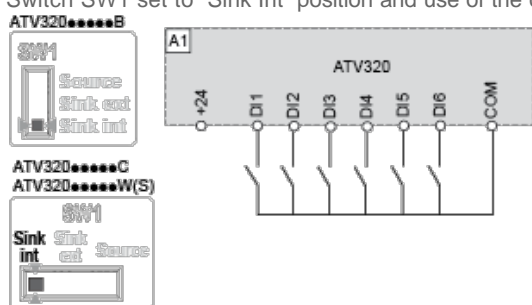 Switch SW1 set to "Sink Int" position and use of the
ATV320●●●●●B
SW1
Source
Sink ext
Sink int
A1
ATV320
+24
DI1
DI2
DI3
DI4
DI5
DI6
COM
ATV320●●●●●C
ATV320●●●●●W(S)
SW1
Sink int
Sink ext
Source